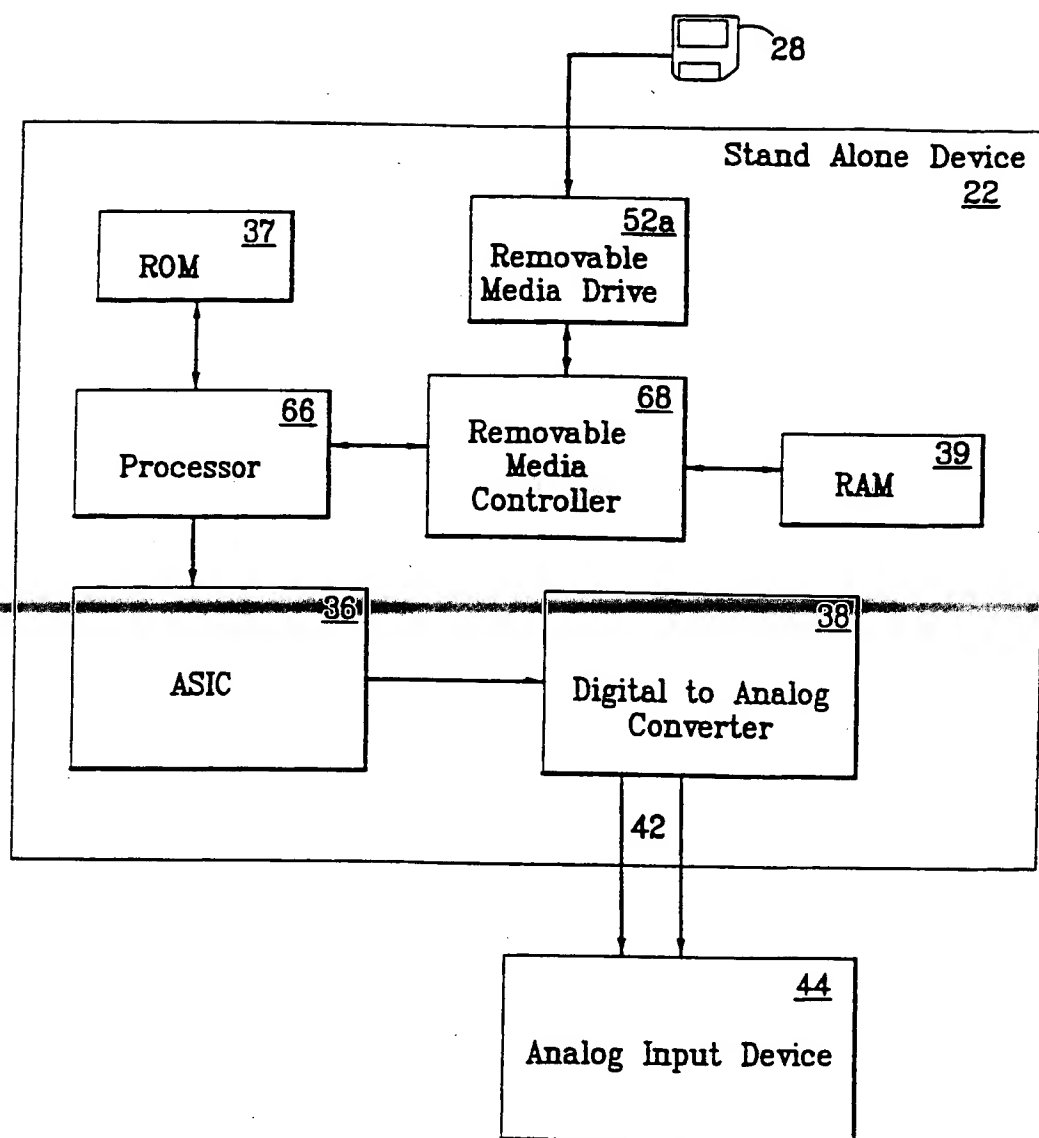 28
Stand Alone Device
22
52a
Removable
Media Drive
37
ROM
66
Processor
68
Removable
Media
Controller
39
RAM
36
ASIC
38
Digital to Analog
Converter
42
44
Analog Input Device